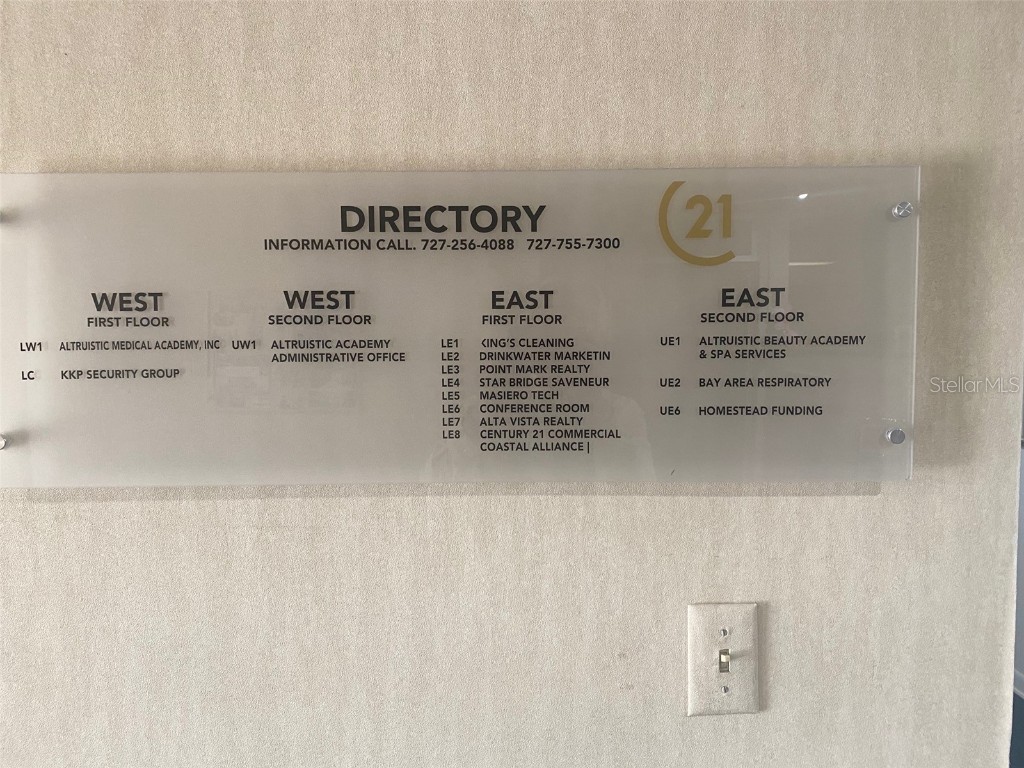 DIRECTORY
INFORMATION CALL. 727-256-4088 727-755-7300
C21
WEST
FIRST FLOOR
LW1 ALTRUISTIC MEDICAL ACADEMY, INC
LC KKP SECURITY GROUP
WEST
SECOND FLOOR
UW1 ALTRUISTIC ACADEMY
ADMINISTRATIVE OFFICE
EAST
FIRST FLOOR
LE1 KING'S CLEANING
LE2 DRINKWATER MARKETIN
LE3 POINT MARK REALTY
LE4 STAR BRIDGE SAVENEUR
LE5 MASIERO TECH
LE6 CONFERENCE ROOM
LE7 ALTA VISTA REALTY
LE8 CENTURY 21 COMMERCIAL
COASTAL ALLIANCE |
EAST
SECOND FLOOR
UE1 ALTRUISTIC BEAUTY ACADEMY
& SPA SERVICES
UE2 BAY AREA RESPIRATORY
UE6 HOMESTEAD FUNDING
StellarMLS